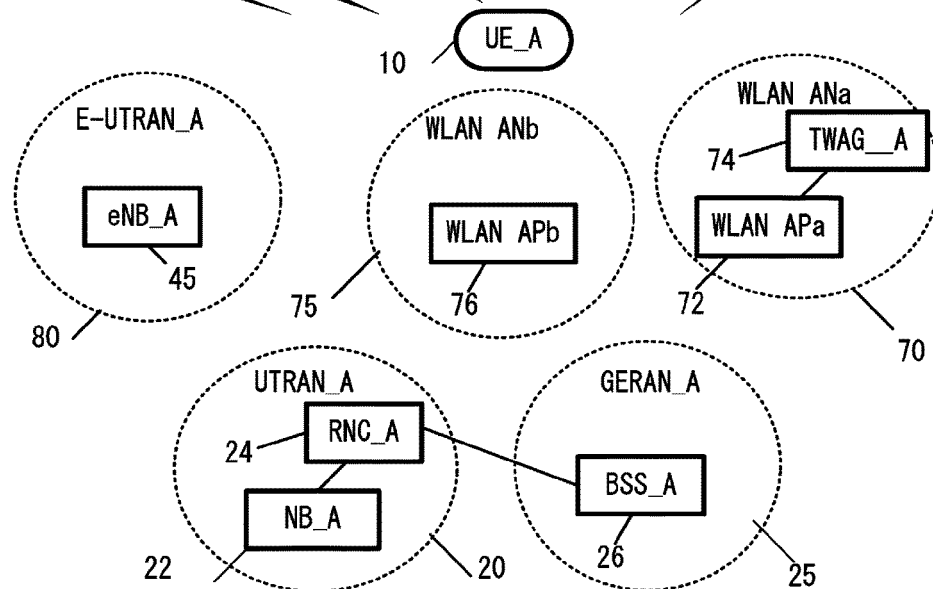 UE_A
10
E-UTRAN_A
eNB_A
45
80
WLAN ANb
WLAN APb
75
76
WLAN ANa
TWAG__A
74
WLAN APa
72
70
UTRAN_A
RNC_A
24
NB_A
22
20
GERAN_A
BSS_A
26
25